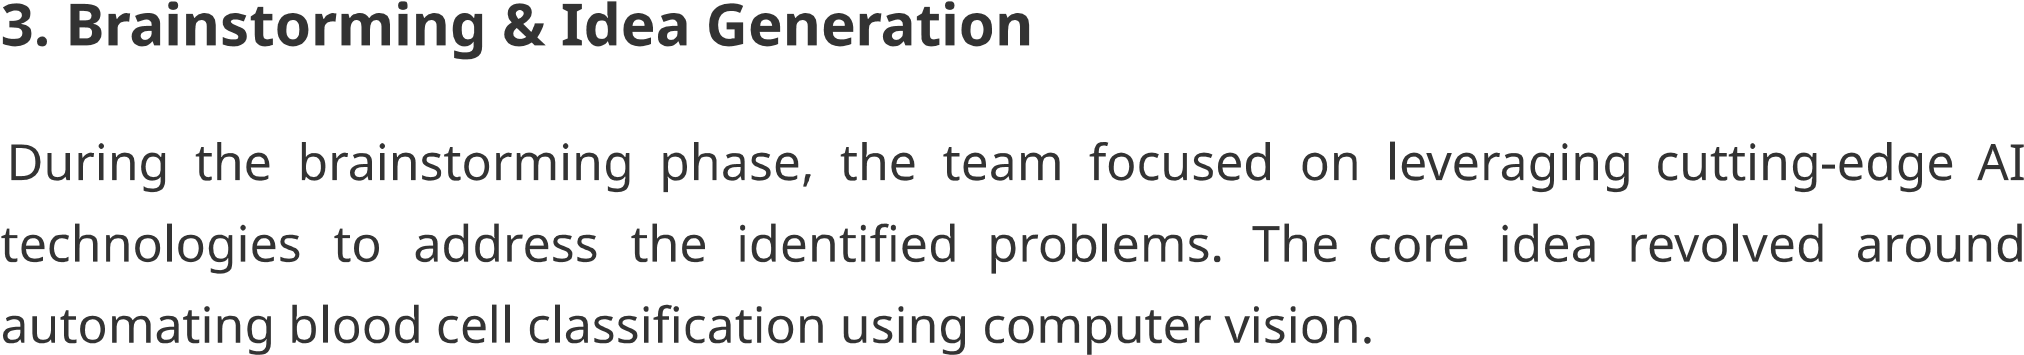 3. Brainstorming & Idea Generation
During the brainstorming phase, the team focused on leveraging cutting-edge AI
technologies to address the identified problems. The core idea revolved around
automating blood cell classification using computer vision.